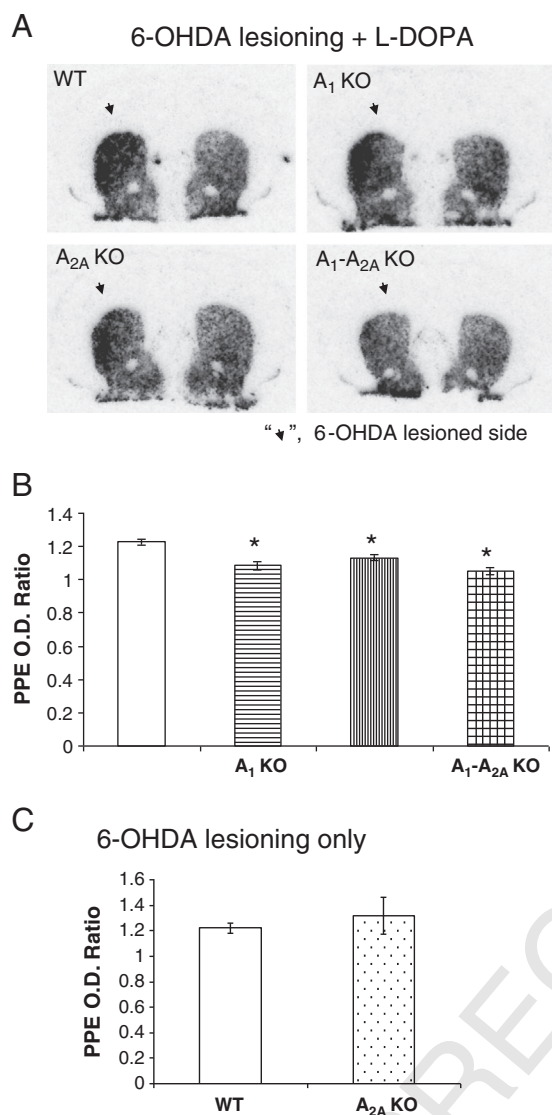 A
6-OHDA lesioning + L-DOPA
WT
A₁ KO
A₂A KO
A₁-A₂A KO
“ ”, 6-OHDA lesioned side
B
PPE O.D. Ratio
1.4
1.2
1
0.8
0.6
0.4
0.2
0
*
*
*
A₁ KO
A₁-A₂A KO
C
6-OHDA lesioning only
PPE O.D. Ratio
1.6
1.4
1.2
1
0.8
0.6
0.4
0.2
0
WT
A₂A KO
REC